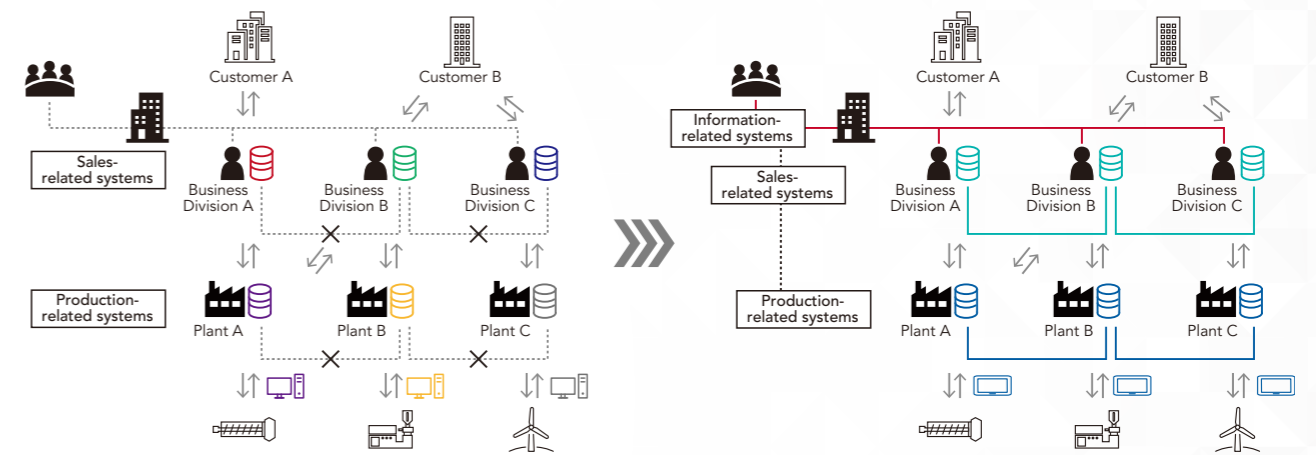 Customer A
Customer B
Sales-
related systems
Business
Division A
Business
Division B
Business
Division C
Production-
related systems
Plant A
Plant B
Plant C
Customer A
Customer B
Information-
related systems
Sales-
related systems
Business
Division A
Business
Division B
Business
Division C
Production-
related systems
Plant A
Plant B
Plant C